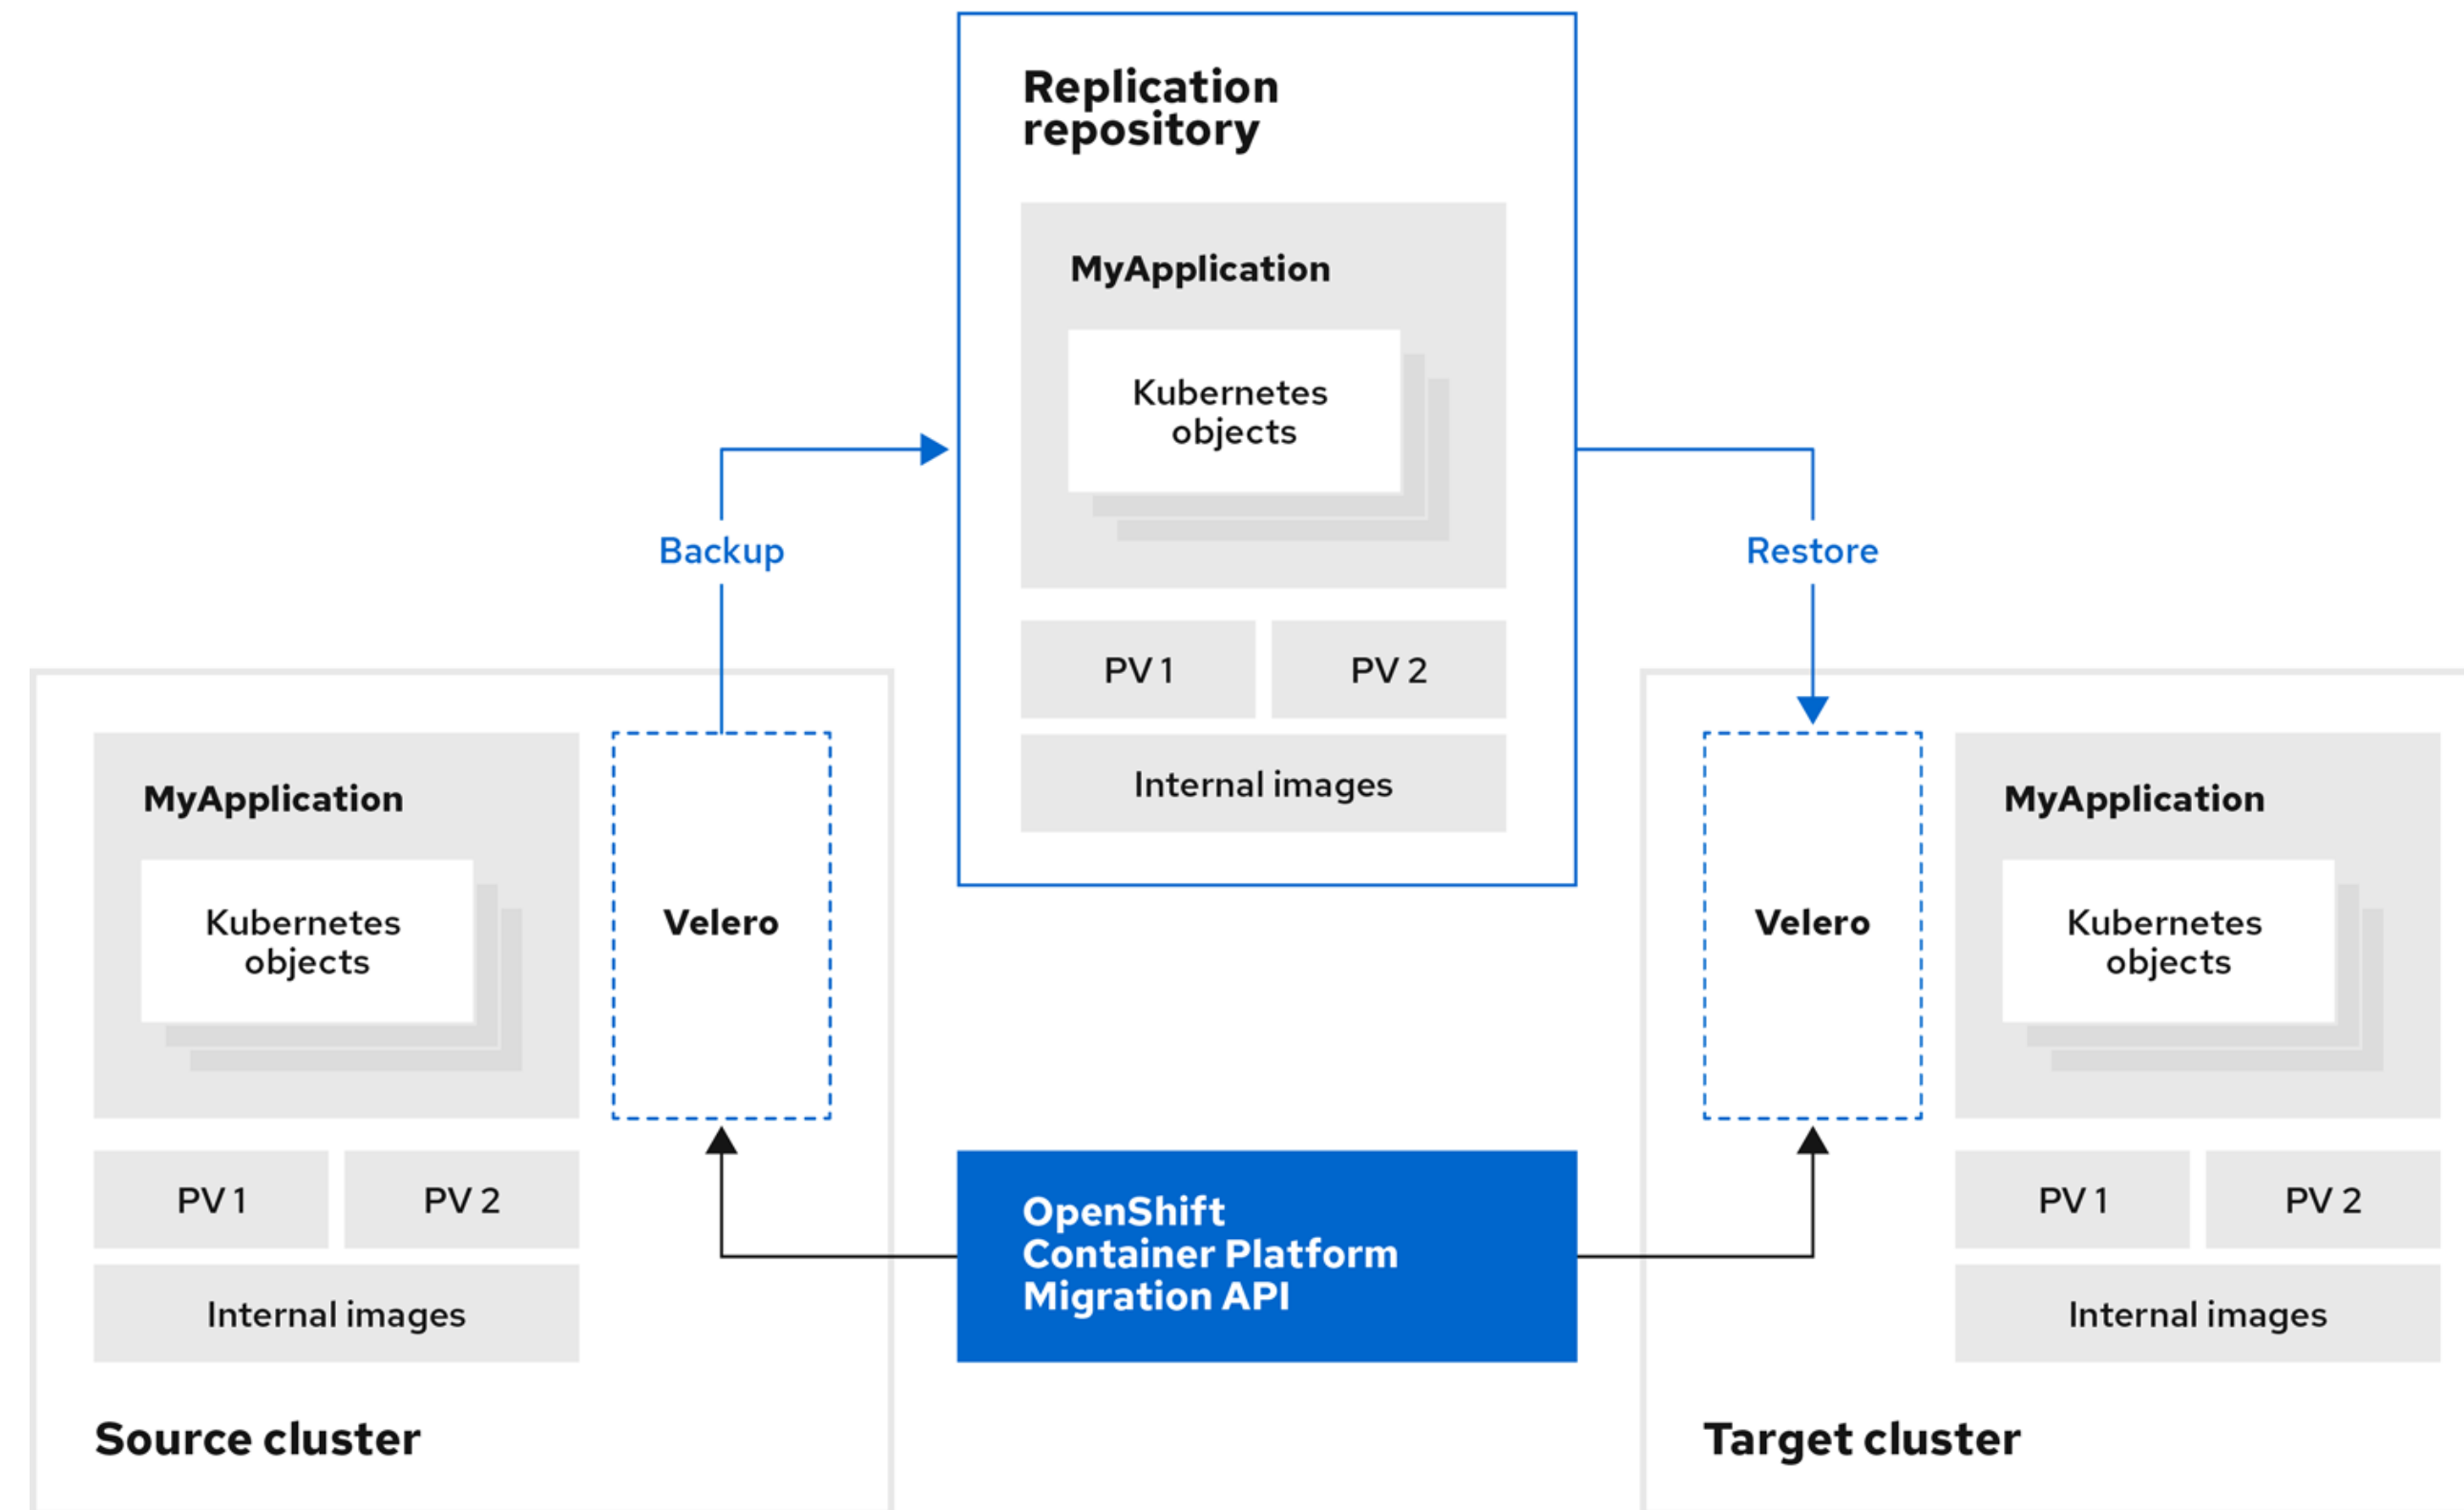 Replication
repository
MyApplication
Kubernetes
objects
PV 1
PV 2
Internal images
Backup
Restore
MyApplication
Kubernetes
objects
Velero
PV 1
PV 2
Internal images
Source cluster
OpenShift
Container Platform
Migration API
Velero
MyApplication
Kubernetes
objects
PV 1
PV 2
Internal images
Target cluster